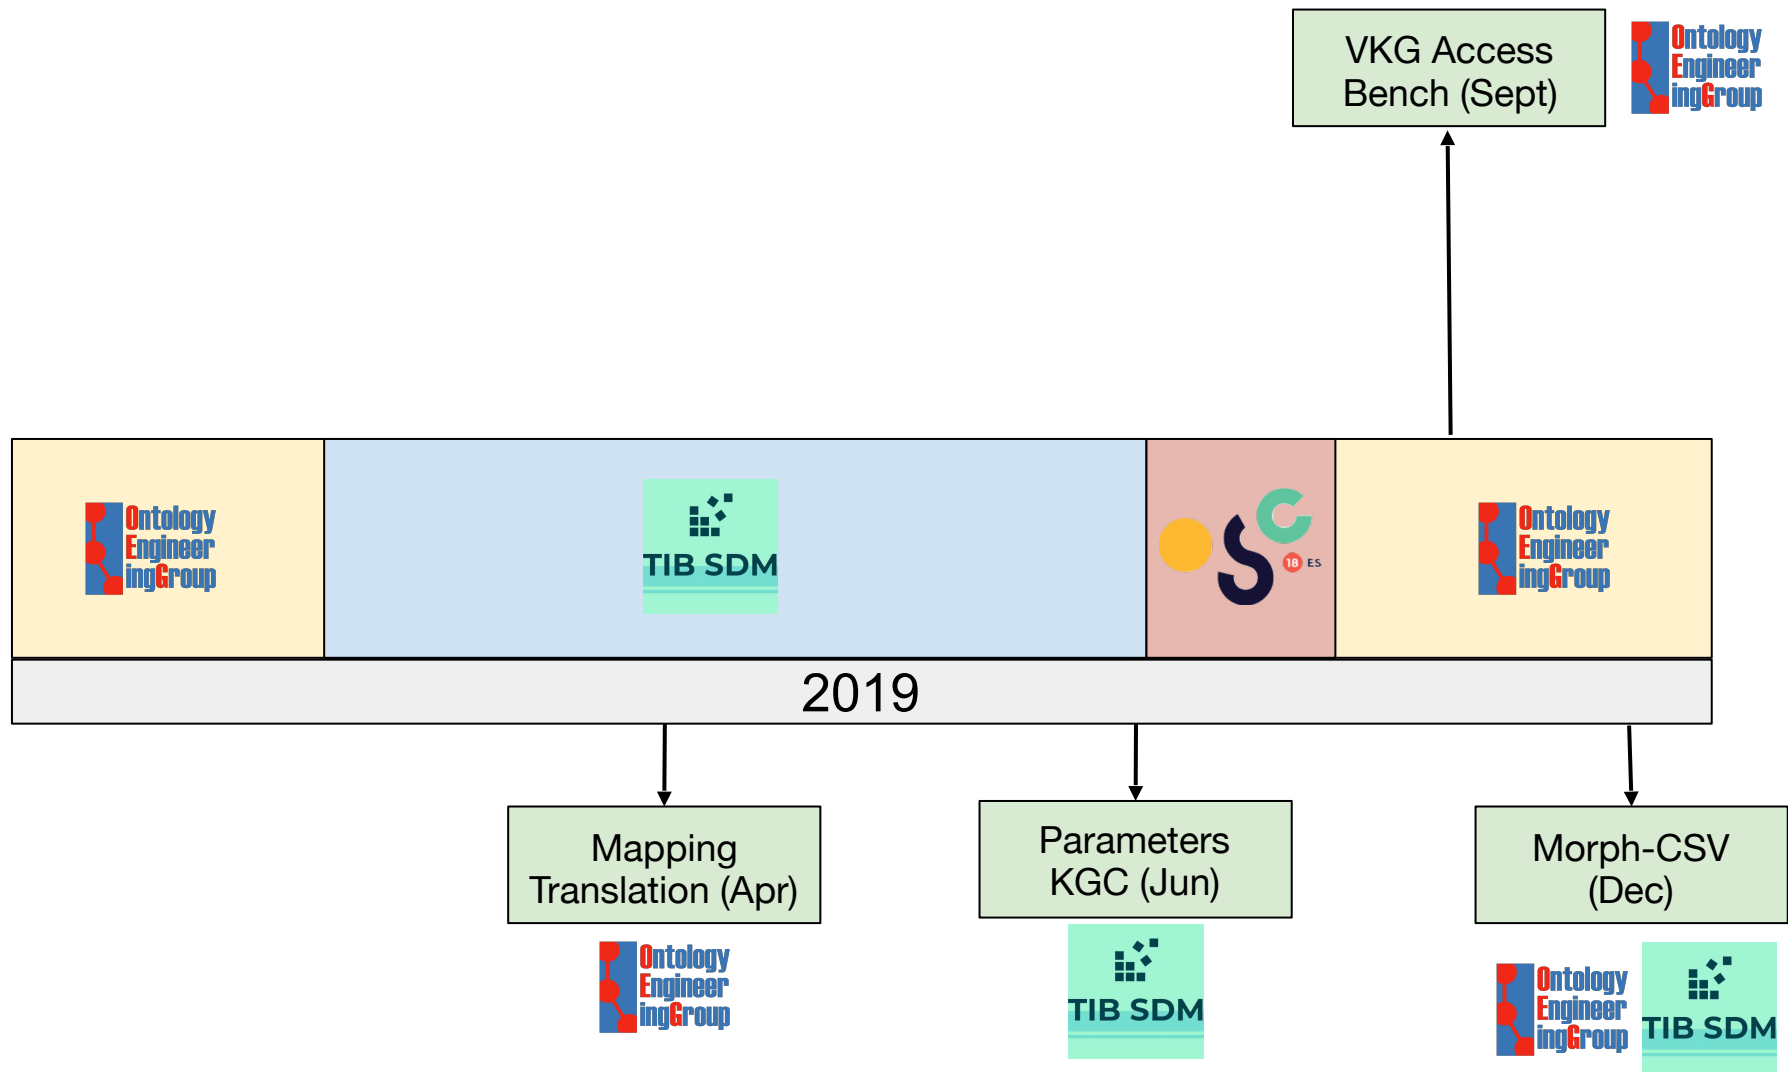 VKG Access
Bench (Sept)
Ontology
Engineer
ingGroup
Ontology
Engineer
ingGroup
TIB SDM
18 ES
Ontology
Engineer
ingGroup
2019
Mapping
Translation (Apr)
Ontology
Engineer
ingGroup
Parameters
KGC (Jun)
TIB SDM
Morph-CSV
(Dec)
Ontology
Engineer
ingGroup
TIB SDM